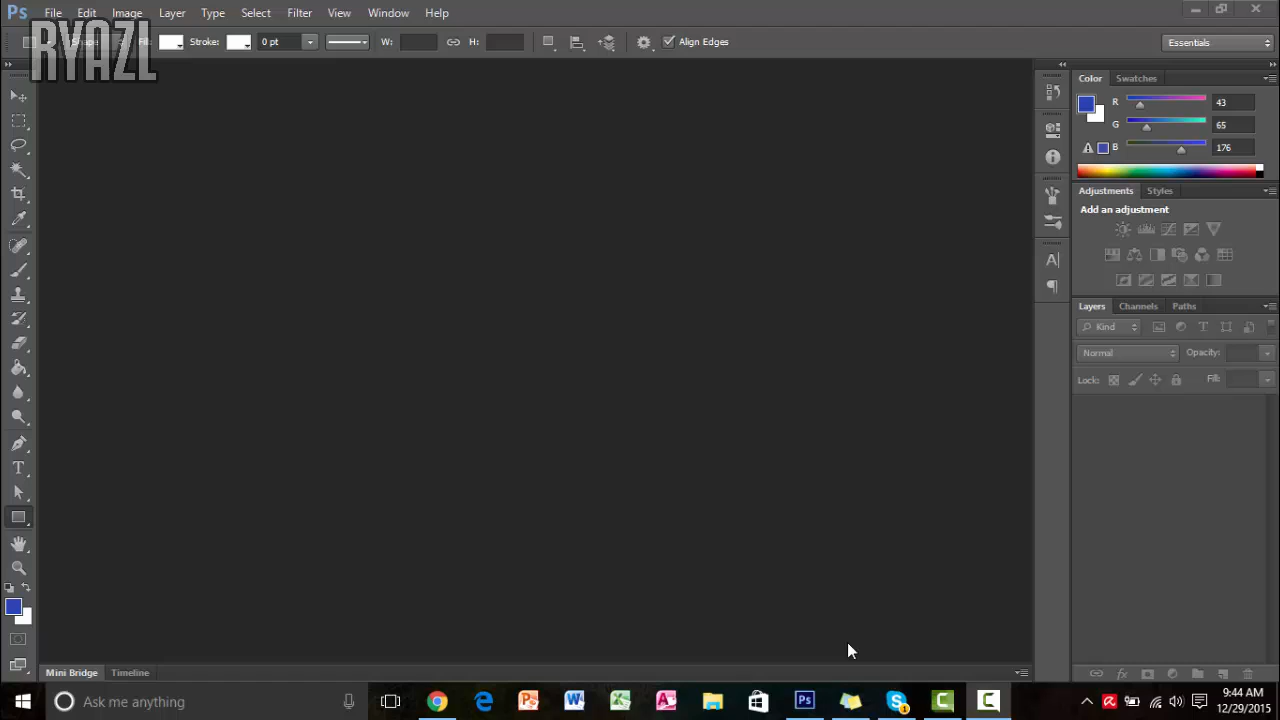 Ps File Edit Image Layer Type Select Filter View Window Help
RYAZL
Shape Fill: Stroke: 0 pt W: H: Align Edges Essentials
Color Swatches
R 43
G 65
B 176
Adjustments Styles
Add an adjustment
Layers Channels Paths
Kind
Normal Opacity:
Lock: Fill:
Mini Bridge Timeline
Ask me anything
9:44 AM
12/29/2015